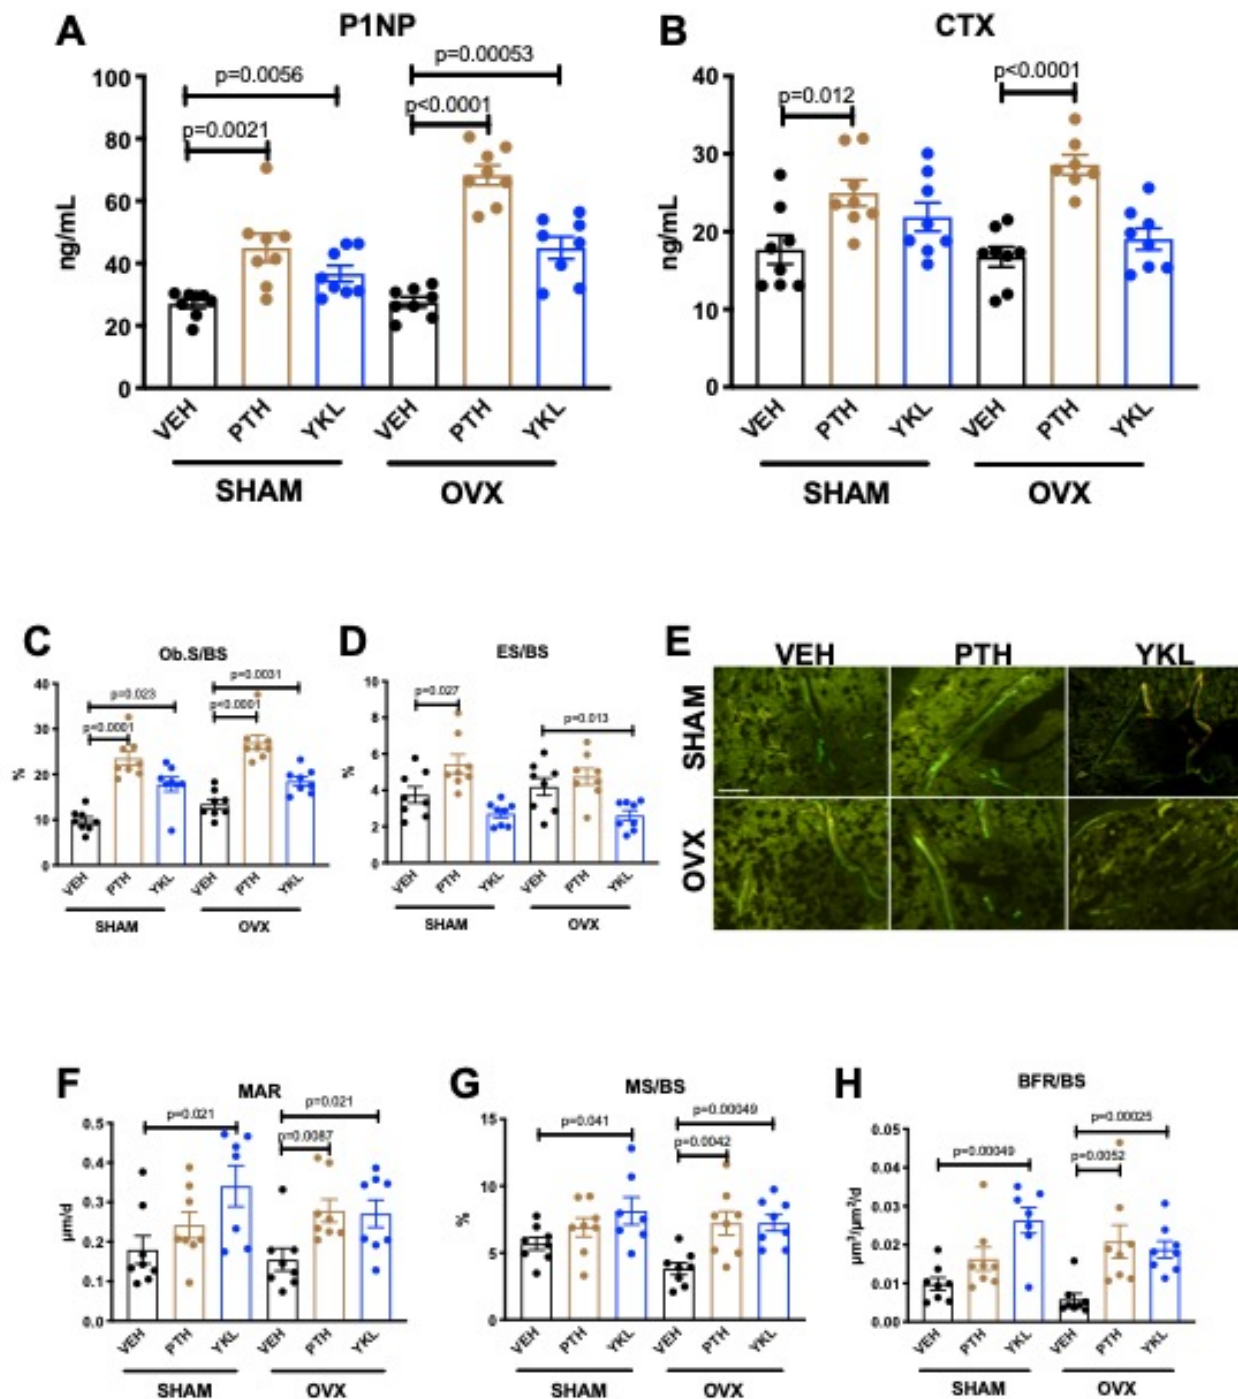 A
P1NP
p=0.0056
p=0.00053
p=0.0021
p<0.0001
100
80
60
40
20
0
ng/mL
VEH
PTH
YKL
VEH
PTH
YKL
SHAM
OVX
B
CTX
p=0.012
p<0.0001
40
30
20
10
0
ng/mL
VEH
PTH
YKL
VEH
PTH
YKL
SHAM
OVX
C
Ob.S/BS
p=0.023
p=0.0031
p<0.0001
p<0.0001
40
30
20
10
0
%
VEH
PTH
YKL
VEH
PTH
YKL
SHAM
OVX
D
ES/BS
p=0.027
p=0.013
10
8
6
4
2
0
%
VEH
PTH
YKL
VEH
PTH
YKL
SHAM
OVX
E
VEH
PTH
YKL
SHAM
OVX
F
MAR
p=0.021
p=0.021
p=0.0087
0.5
0.4
0.3
0.2
0.1
0.0
µm/d
VEH
PTH
YKL
VEH
PTH
YKL
SHAM
OVX
G
MS/BS
p=0.041
p=0.00049
p=0.0042
15
10
5
0
%
VEH
PTH
YKL
VEH
PTH
YKL
SHAM
OVX
H
BFR/BS
p=0.00049
p=0.00025
p=0.0052
0.05
0.04
0.03
0.02
0.01
0.00
µm³/µm²/d
VEH
PTH
YKL
VEH
PTH
YKL
SHAM
OVX